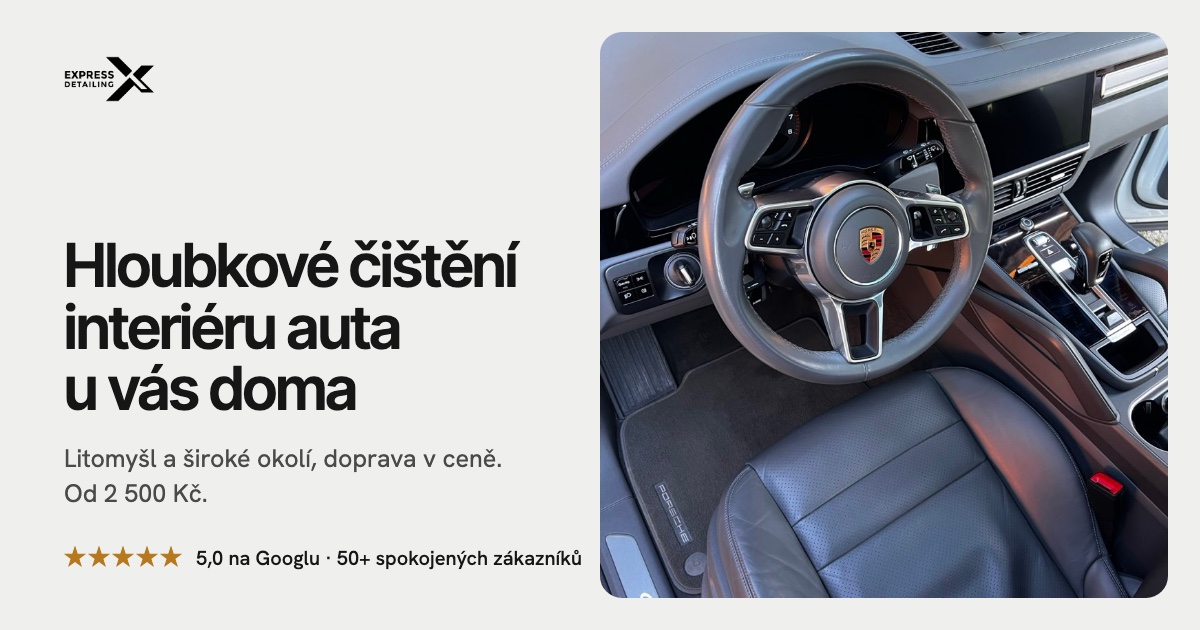 EXPRESS
DETAILING
Hloubkové čištění
interiéru auta
u vás doma
Litomyšl a široké okolí, doprava v ceně.
Od 2 500 Kč.
5,0 na Googlu · 50+ spokojených zákazníků
PORSCHE